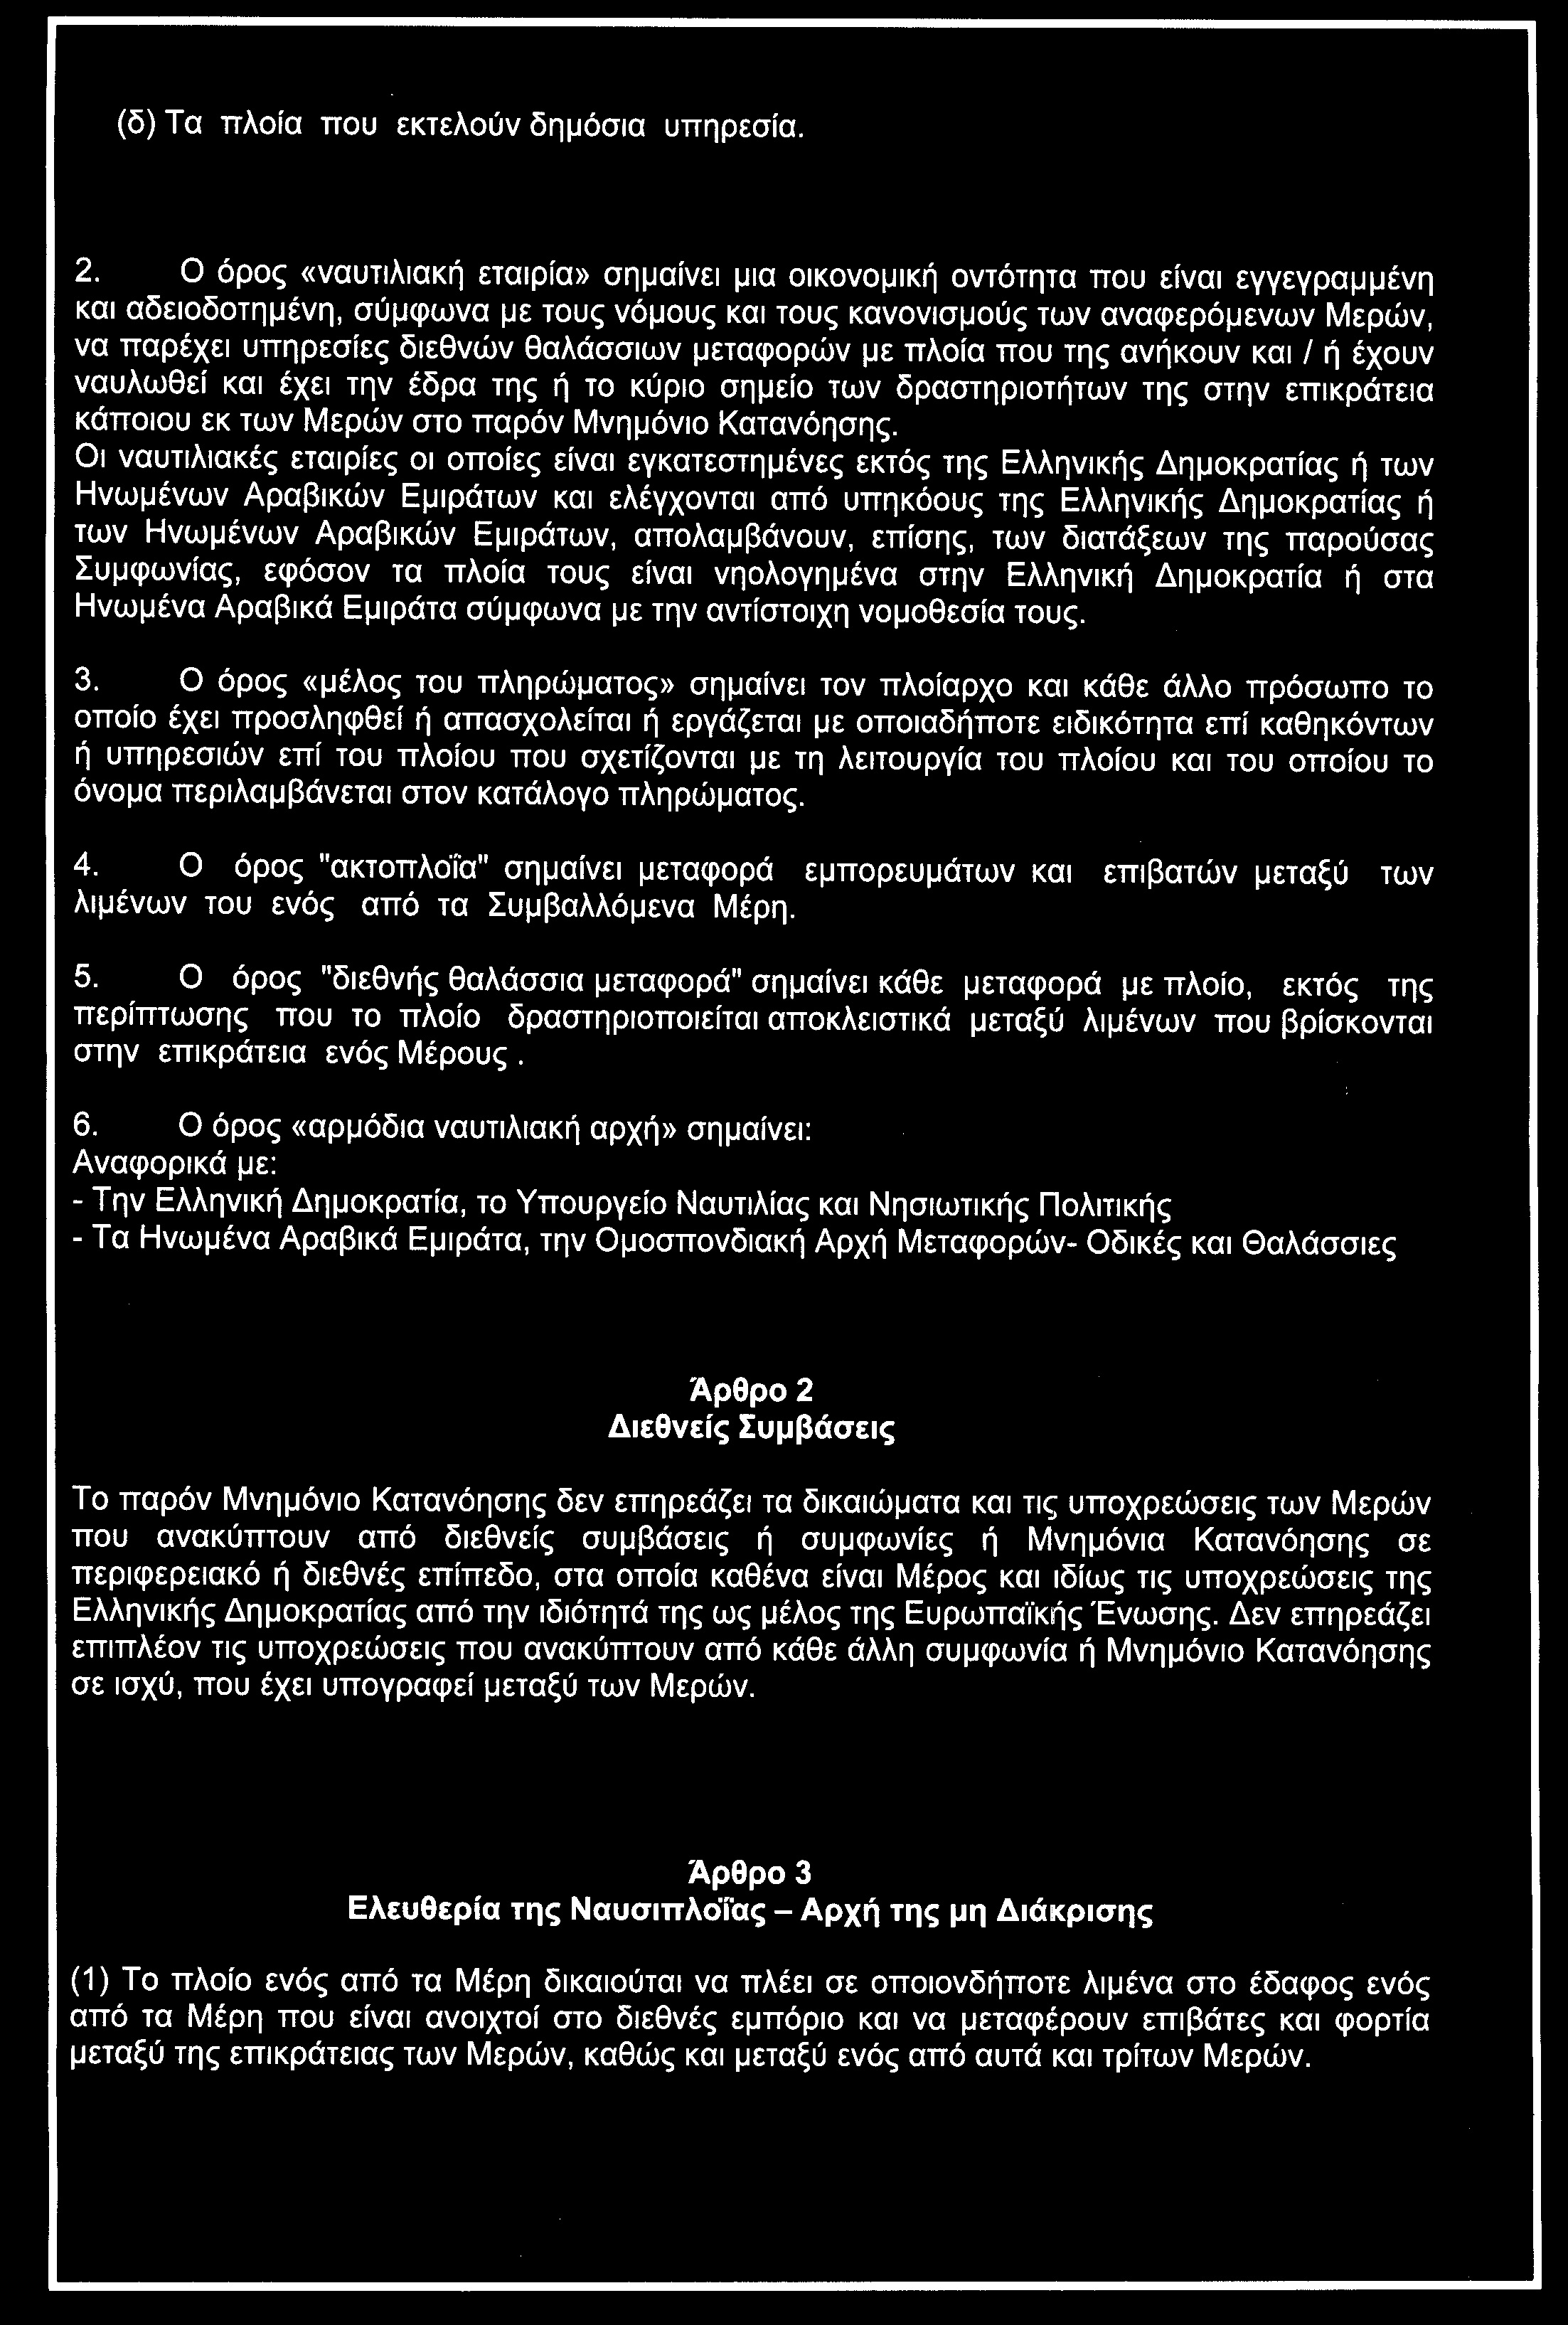 (δ) Τα πλοία που εκτελούν δημόσια υπηρεσία.
2. Ο όρος «ναυτιλιακή εταιρία» σημαίνει μια οικονομική οντότητα που είναι εγγεγραμμένη
και αδειοδοτημένη, σύμφωνα με τους νόμους και τους κανονισμούς των αναφερόμενων Μερών,
να παρέχει υπηρεσίες διεθνών θαλάσσιων μεταφορών με πλοία που της ανήκουν και / ή έχουν
ναυλωθεί και έχει την έδρα της ή το κύριο σημείο των δραστηριοτήτων της στην επικράτεια
κάποιου εκ των Μερών στο παρόν Μνημόνιο Κατανόησης.
Οι ναυτιλιακές εταιρίες οι οποίες είναι εγκατεστημένες εκτός της Ελληνικής Δημοκρατίας ή των
Ηνωμένων Αραβικών Εμιράτων και ελέγχονται από υπηκόους της Ελληνικής Δημοκρατίας ή
των Ηνωμένων Αραβικών Εμιράτων, απολαμβάνουν, επίσης, των διατάξεων της παρούσας
Συμφωνίας, εφόσον τα πλοία τους είναι νηολογημένα στην Ελληνική Δημοκρατία ή στα
Ηνωμένα Αραβικά Εμιράτα σύμφωνα με την αντίστοιχη νομοθεσία τους.
3. Ο όρος «μέλος του πληρώματος» σημαίνει τον πλοίαρχο και κάθε άλλο πρόσωπο το
οποίο έχει προσληφθεί ή απασχολείται ή εργάζεται με οποιαδήποτε ειδικότητα επί καθηκόντων
ή υπηρεσιών επί του πλοίου που σχετίζονται με τη λειτουργία του πλοίου και του οποίου το
όνομα περιλαμβάνεται στον κατάλογο πληρώματος.
4. Ο όρος "ακτοπλοΐα" σημαίνει μεταφορά εμπορευμάτων και επιβατών μεταξύ των
λιμένων του ενός από τα Συμβαλλόμενα Μέρη.
5. Ο όρος "διεθνής θαλάσσια μεταφορά" σημαίνει κάθε μεταφορά με πλοίο, εκτός της
περίπτωσης που το πλοίο δραστηριοποιείται αποκλειστικά μεταξύ λιμένων που βρίσκονται
στην επικράτεια ενός Μέρους .
6. Ο όρος «αρμόδια ναυτιλιακή αρχή» σημαίνει:
Αναφορικά με:
- Την Ελληνική Δημοκρατία, το Υπουργείο Ναυτιλίας και Νησιωτικής Πολιτικής
- Τα Ηνωμένα Αραβικά Εμιράτα, την Ομοσπονδιακή Αρχή Μεταφορών- Οδικές και Θαλάσσιες
Άρθρο 2
Διεθνείς Συμβάσεις
Το παρόν Μνημόνιο Κατανόησης δεν επηρεάζει τα δικαιώματα και τις υποχρεώσεις των Μερών
που ανακύπτουν από διεθνείς συμβάσεις ή συμφωνίες ή Μνημόνια Κατανόησης σε
περιφερειακό ή διεθνές επίπεδο, στα οποία καθένα είναι Μέρος και ιδίως τις υποχρεώσεις της
Ελληνικής Δημοκρατίας από την ιδιότητά της ως μέλος της Ευρωπαϊκής Ένωσης. Δεν επηρεάζει
επιπλέον τις υποχρεώσεις που ανακύπτουν από κάθε άλλη συμφωνία ή Μνημόνιο Κατανόησης
σε ισχύ, που έχει υπογραφεί μεταξύ των Μερών.
Άρθρο 3
Ελευθερία της Ναυσιπλοΐας – Αρχή της μη Διάκρισης
(1) Το πλοίο ενός από τα Μέρη δικαιούται να πλέει σε οποιονδήποτε λιμένα στο έδαφος ενός
από τα Μέρη που είναι ανοιχτοί στο διεθνές εμπόριο και να μεταφέρουν επιβάτες και φορτία
μεταξύ της επικράτειας των Μερών, καθώς και μεταξύ ενός από αυτά και τρίτων Μερών.